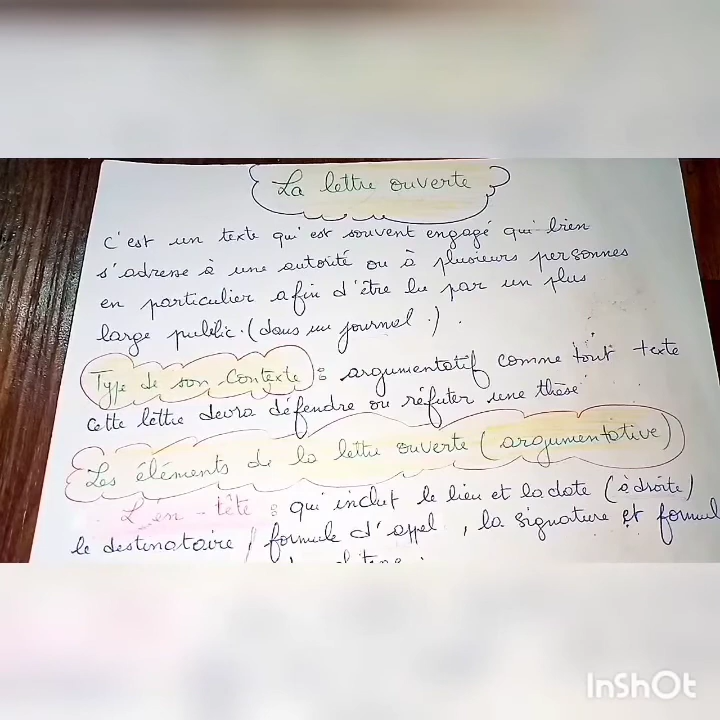 La lettre ouverte
C'est un texte qui est souvent engagé qui bien
s'adresse à une autorité ou à plusieurs personnes
en particulier afin d'être lu par un plus
large public. (dans un journal.).
Type de son contexte : argumentatif comme tout texte
cette lettre devra défendre ou réfuter une thèse
Les éléments de la lettre ouverte (argumentative)
L'en-tête : qui inclut le lieu et la date (à droite)
le destinataire / formule d'appel, la signature et formul
InShOt